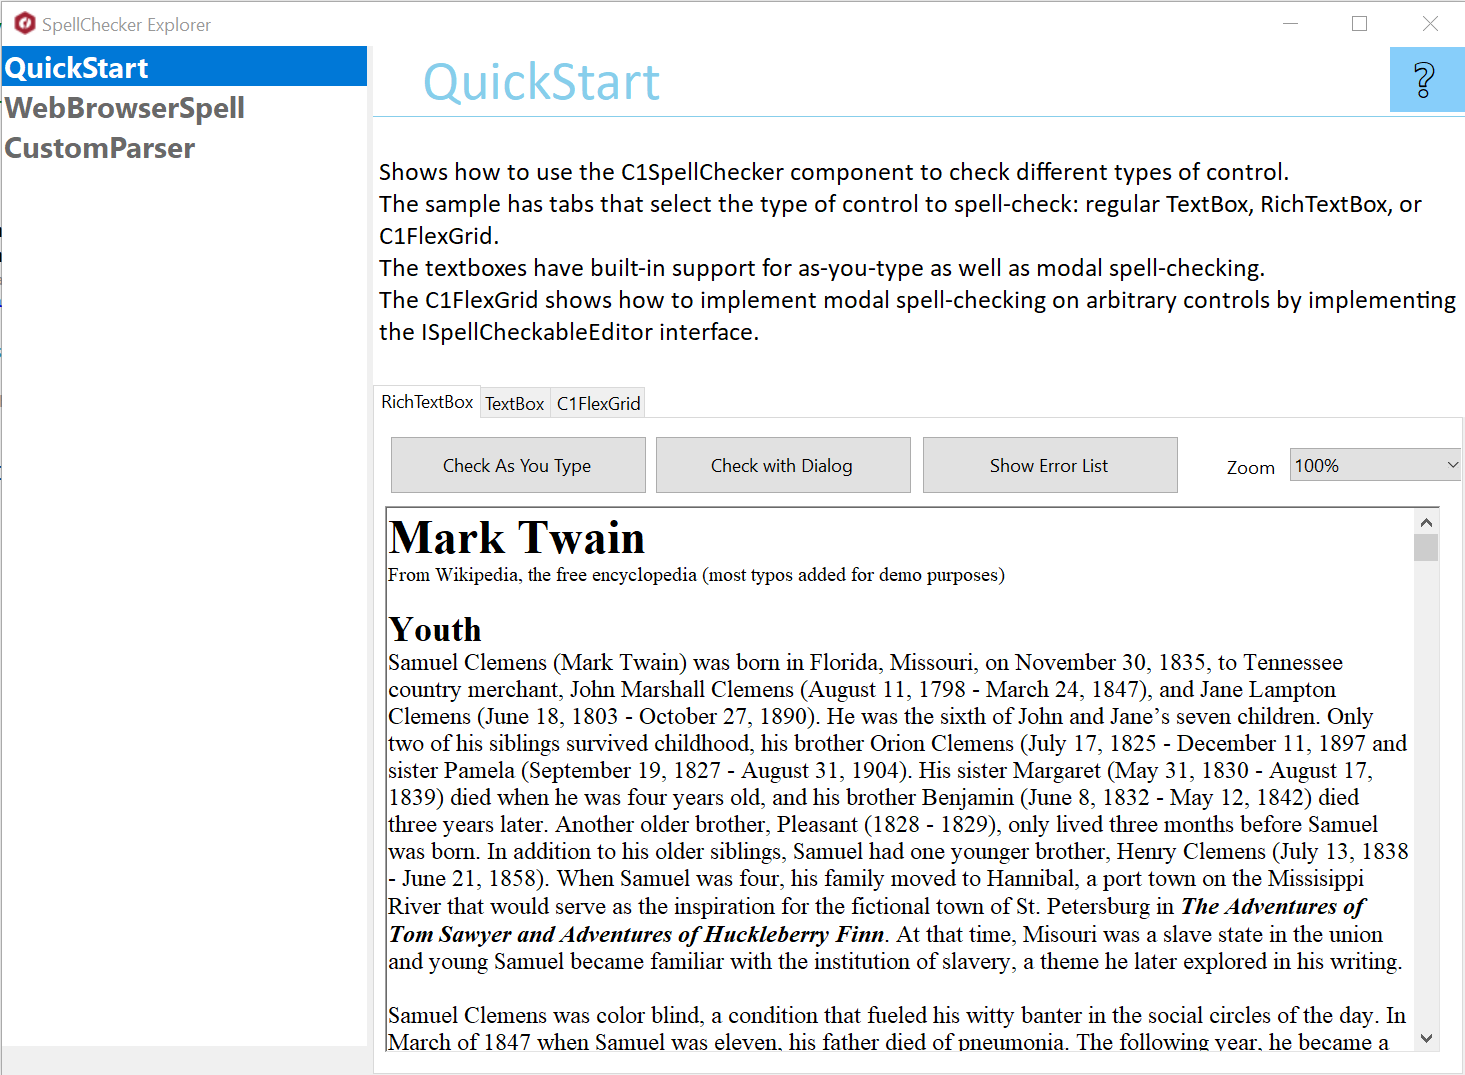 SpellChecker Explorer
QuickStart
WebBrowserSpell
CustomParser
QuickStart
?
Shows how to use the C1SpellChecker component to check different types of control.
The sample has tabs that select the type of control to spell-check: regular TextBox, RichTextBox, or
C1FlexGrid.
The textboxes have built-in support for as-you-type as well as modal spell-checking.
The C1FlexGrid shows how to implement modal spell-checking on arbitrary controls by implementing
the ISpellCheckableEditor interface.
RichTextBox TextBox C1FlexGrid
Check As You Type Check with Dialog Show Error List Zoom 100%
Mark Twain
From Wikipedia, the free encyclopedia (most typos added for demo purposes)
Youth
Samuel Clemens (Mark Twain) was born in Florida, Missouri, on November 30, 1835, to Tennessee
country merchant, John Marshall Clemens (August 11, 1798 - March 24, 1847), and Jane Lampton
Clemens (June 18, 1803 - October 27, 1890). He was the sixth of John and Jane’s seven children. Only
two of his siblings survived childhood, his brother Orion Clemens (July 17, 1825 - December 11, 1897 and
sister Pamela (September 19, 1827 - August 31, 1904). His sister Margaret (May 31, 1830 - August 17,
1839) died when he was four years old, and his brother Benjamin (June 8, 1832 - May 12, 1842) died
three years later. Another older brother, Pleasant (1828 - 1829), only lived three months before Samuel
was born. In addition to his older siblings, Samuel had one younger brother, Henry Clemens (July 13, 1838
- June 21, 1858). When Samuel was four, his family moved to Hannibal, a port town on the Missisippi
River that would serve as the inspiration for the fictional town of St. Petersburg in The Adventures of
Tom Sawyer and Adventures of Huckleberry Finn. At that time, Misouri was a slave state in the union
and young Samuel became familiar with the institution of slavery, a theme he later explored in his writing.
Samuel Clemens was color blind, a condition that fueled his witty banter in the social circles of the day. In
March of 1847 when Samuel was eleven, his father died of pneumonia. The following year, he became a